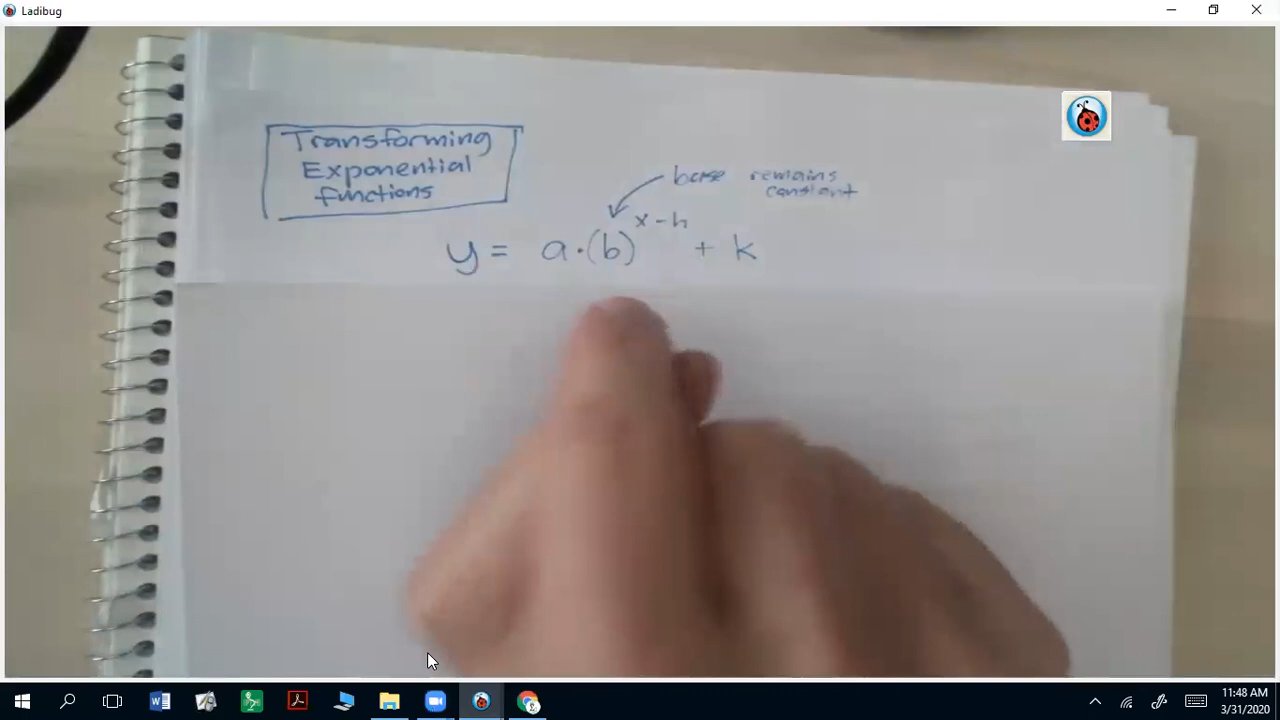 Ladibug
Transforming
Exponential
functions
base remains
constant
y = a·(b)^x-h + k
11:48 AM
3/31/2020